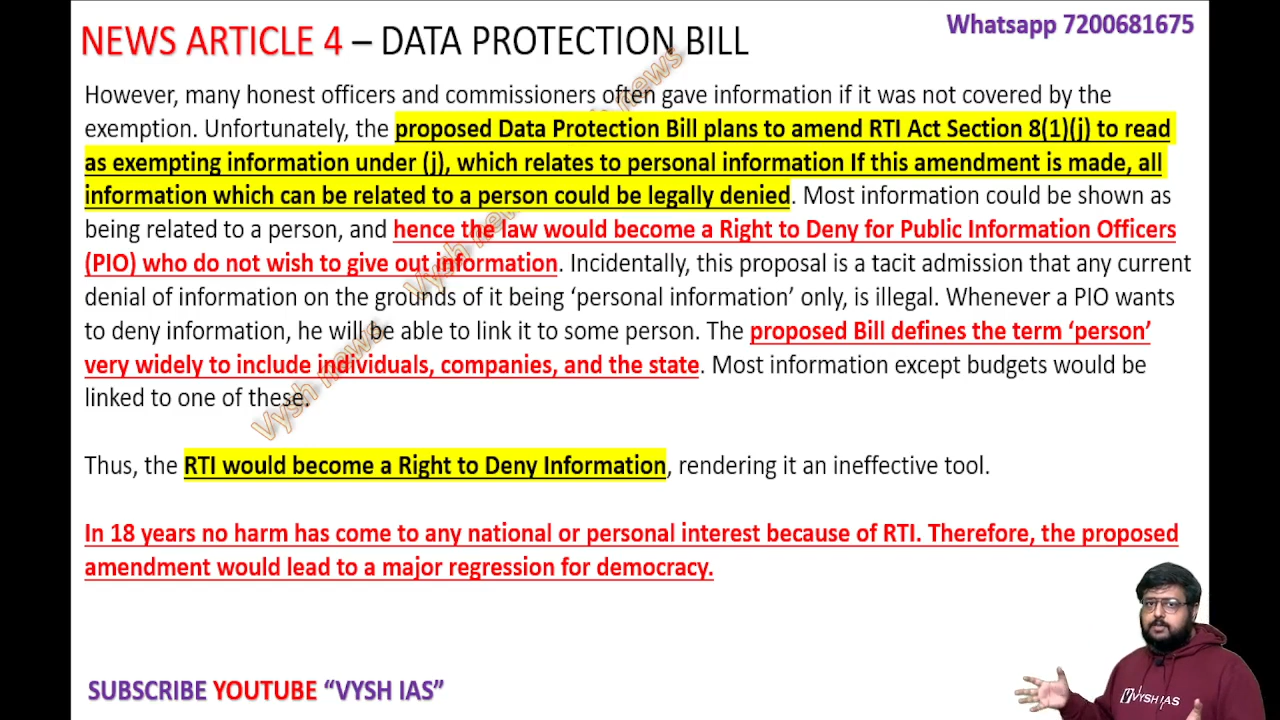 Whatsapp 7200681675
NEWS ARTICLE 4 – DATA PROTECTION BILL
However, many honest officers and commissioners often gave information if it was not covered by the
exemption. Unfortunately, the proposed Data Protection Bill plans to amend RTI Act Section 8(1)(j) to read
as exempting information under (j), which relates to personal information If this amendment is made, all
information which can be related to a person could be legally denied. Most information could be shown as
being related to a person, and hence the law would become a Right to Deny for Public Information Officers
(PIO) who do not wish to give out information. Incidentally, this proposal is a tacit admission that any current
denial of information on the grounds of it being ‘personal information’ only, is illegal. Whenever a PIO wants
to deny information, he will be able to link it to some person. The proposed Bill defines the term ‘person’
very widely to include individuals, companies, and the state. Most information except budgets would be
linked to one of these.
Thus, the RTI would become a Right to Deny Information, rendering it an ineffective tool.
In 18 years no harm has come to any national or personal interest because of RTI. Therefore, the proposed
amendment would lead to a major regression for democracy.
SUBSCRIBE YOUTUBE “VYSH IAS”
Vysh news
Vysh news
news
VYSH IAS